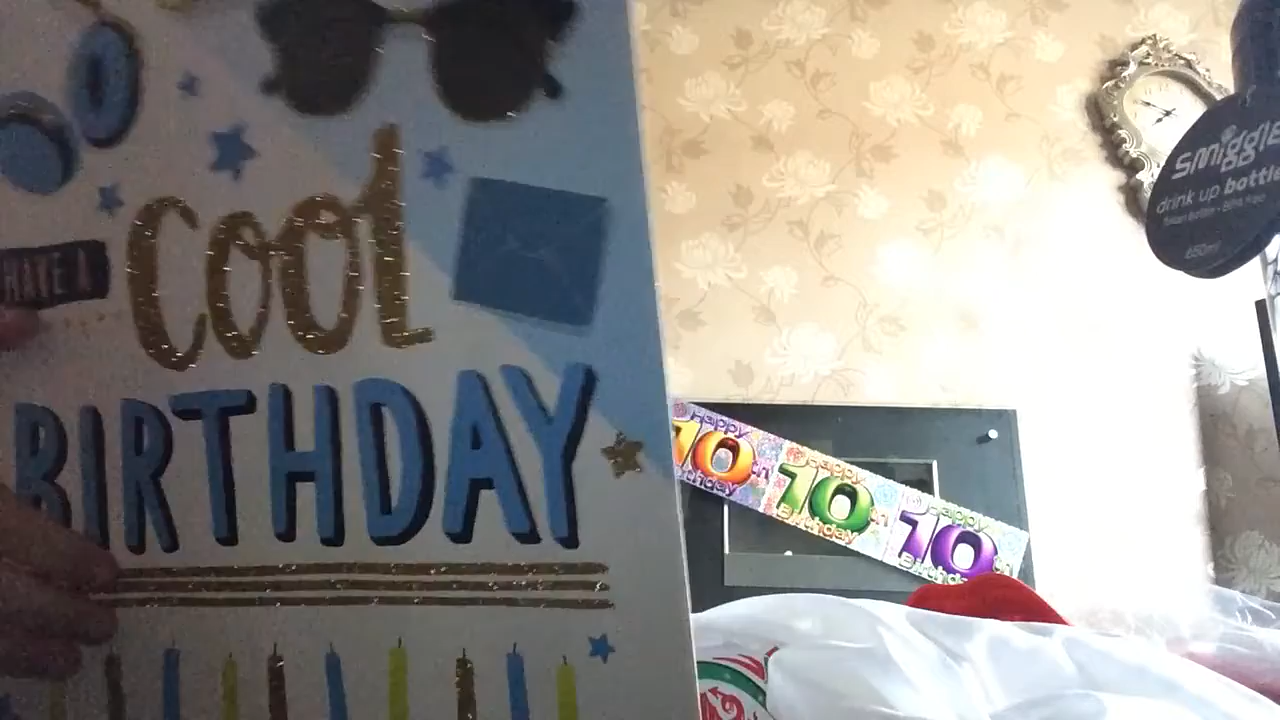 HAVE A
COOL
BIRTHDAY
Happy
10th
Birthday
Happy
10th
Birthday
Happy
10th
Birthday
smiggle
drink up bottle
650ml